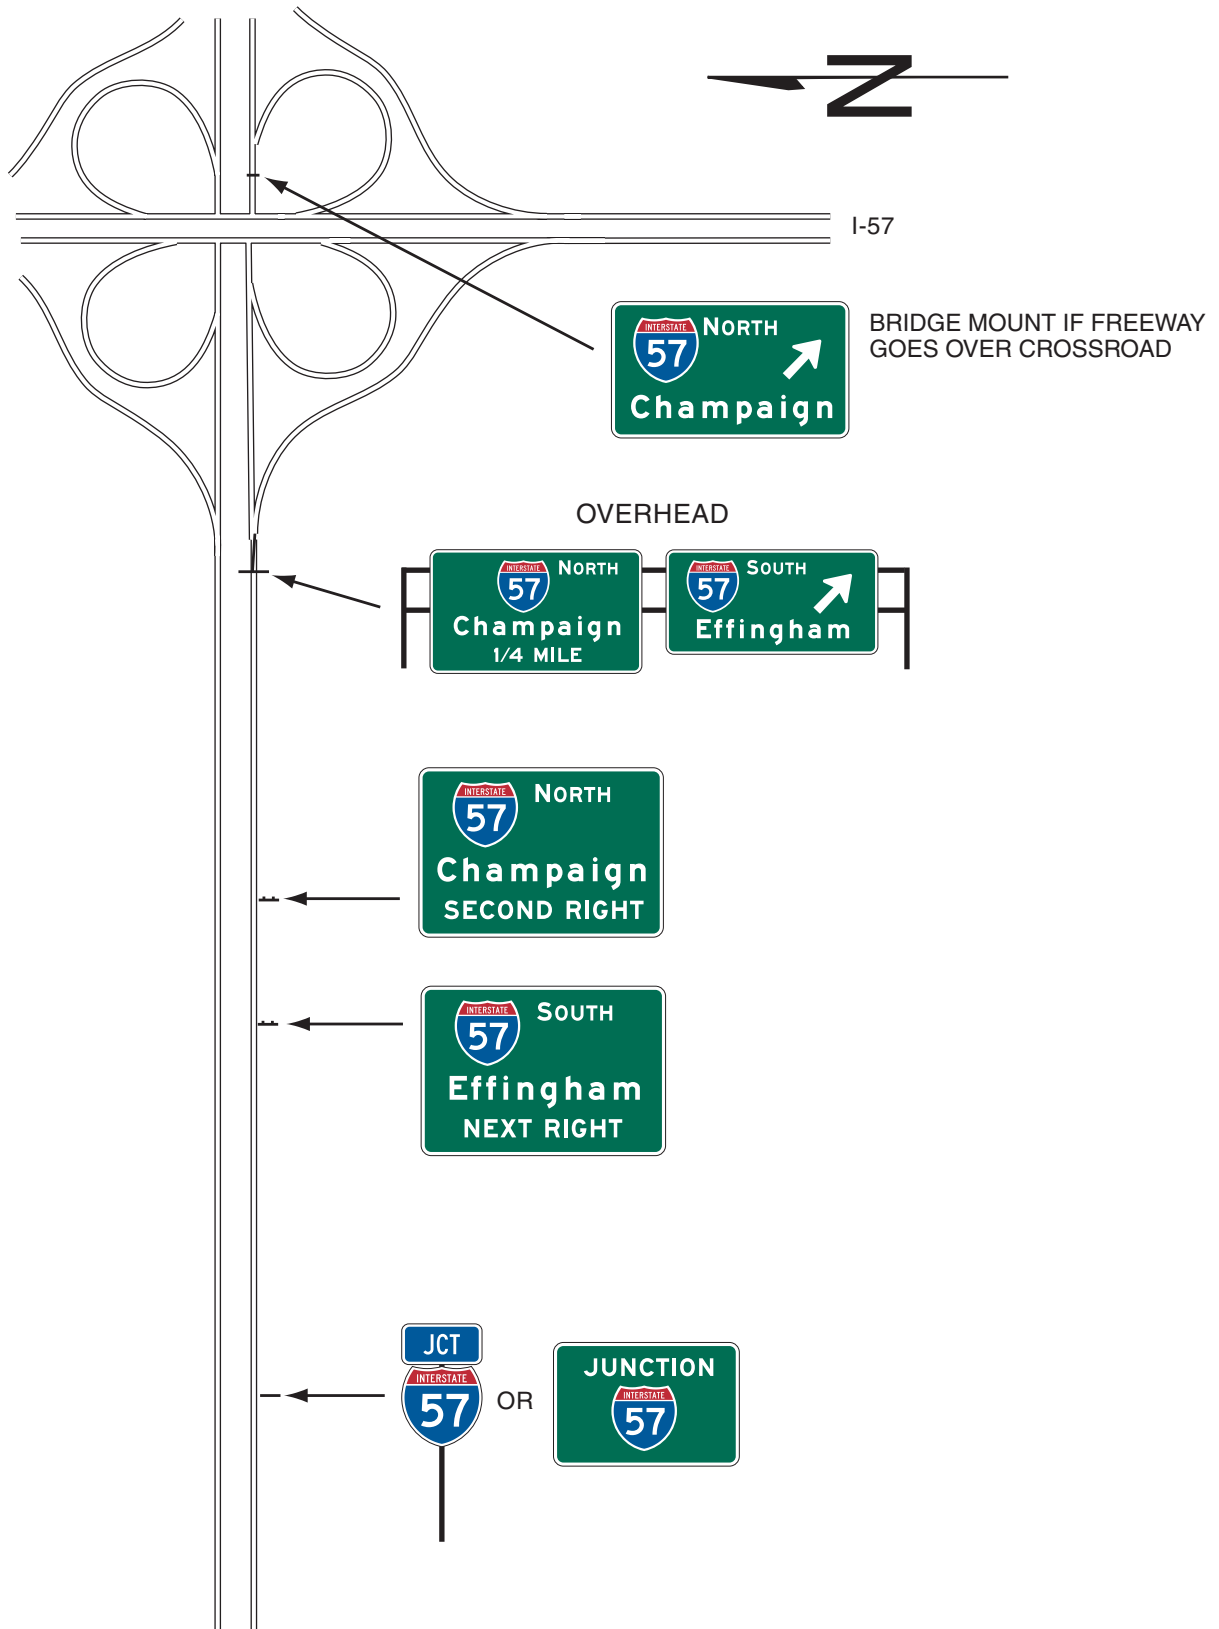 N
I-57
INTERSTATE
57
NORTH
Champaign
BRIDGE MOUNT IF FREEWAY
GOES OVER CROSSROAD
OVERHEAD
INTERSTATE
57
NORTH
Champaign
1/4 MILE
INTERSTATE
57
SOUTH
Effingham
INTERSTATE
57
NORTH
Champaign
SECOND RIGHT
INTERSTATE
57
SOUTH
Effingham
NEXT RIGHT
JCT
INTERSTATE
57
OR
JUNCTION
INTERSTATE
57